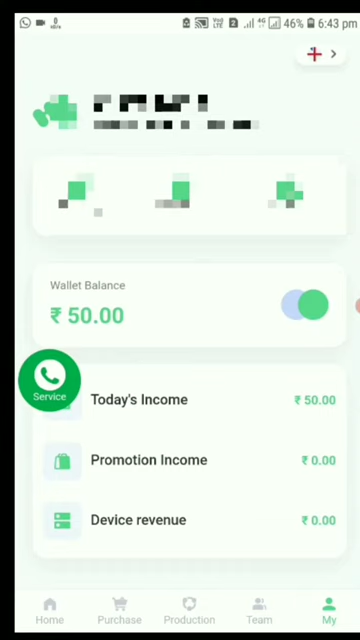 46% 6:43 pm
Wallet Balance
₹ 50.00
Service
Today's Income ₹ 50.00
Promotion Income ₹ 0.00
Device revenue ₹ 0.00
Home Purchase Production Team My